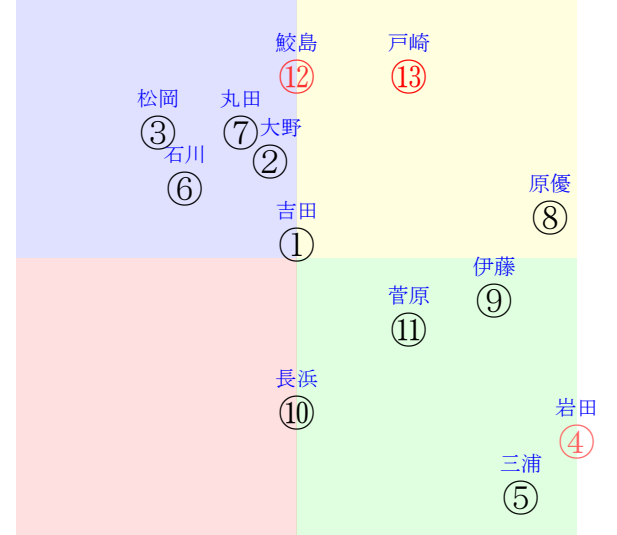 鮫島 戸崎
⑫ ⑬
松岡 丸田
③ ⑦ 大野
石川 ②
⑥ 原優
吉田 ⑧
①
伊藤
菅原 ⑨
⑪
長浜
⑩ 岩田
④
三浦
⑤